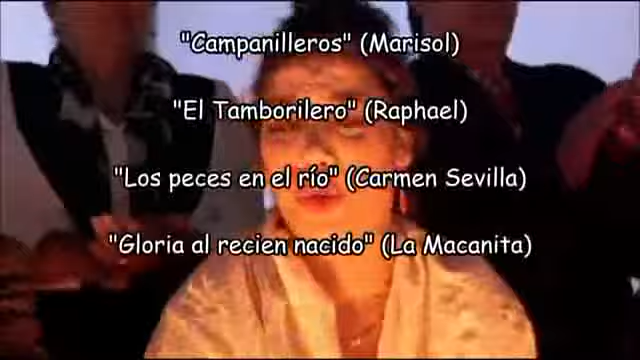 "Campanilleros" (Marisol)
"El Tamborilero" (Raphael)
"Los peces en el río" (Carmen Sevilla)
"Gloria al recien nacido" (La Macanita)